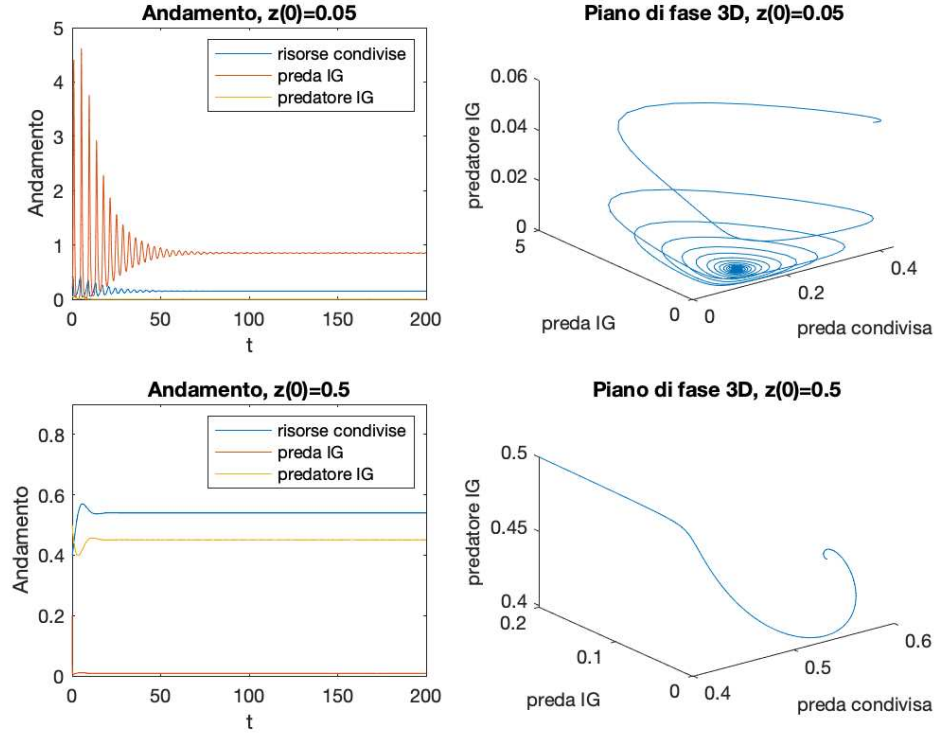 Andamento, z(0)=0.05
5
4
3
2
1
0
Andamento
risorse condivise
preda IG
predatore IG
0 50 100 150 200
t
Piano di fase 3D, z(0)=0.05
0.06
0.04
0.02
0
predatore IG
5
0
preda IG
0
0.2
0.4
preda condivisa
Andamento, z(0)=0.5
0.8
0.6
0.4
0.2
0
Andamento
risorse condivise
preda IG
predatore IG
0 50 100 150 200
t
Piano di fase 3D, z(0)=0.5
0.5
0.45
0.4
predatore IG
0.2
0.1
0
preda IG
0.4
0.5
0.6
preda condivisa